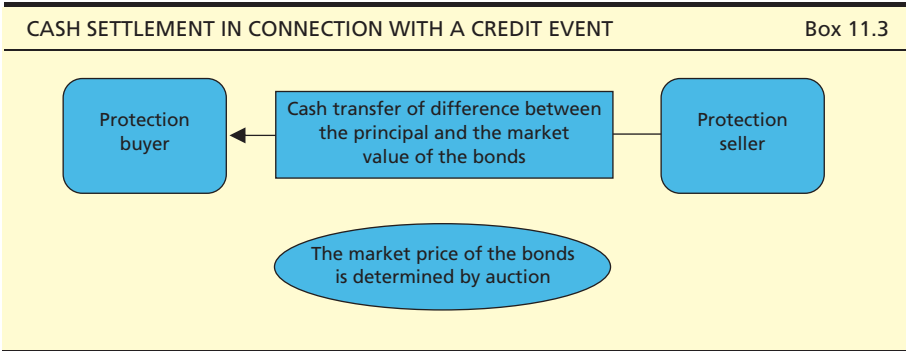 CASH SETTLEMENT IN CONNECTION WITH A CREDIT EVENT Box 11.3
Protection
buyer
Cash transfer of difference between
the principal and the market
value of the bonds
Protection
seller
The market price of the bonds
is determined by auction